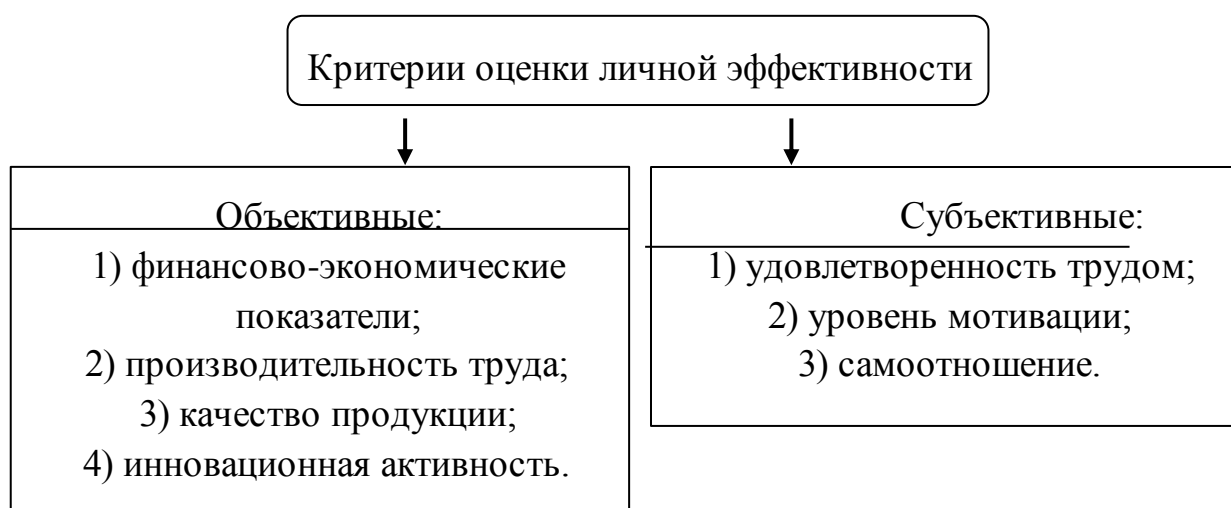 Критерии оценки личной эффективности
Объективные:
1) финансово-экономические
показатели;
2) производительность труда;
3) качество продукции;
4) инновационная активность.
Субъективные:
1) удовлетворенность трудом;
2) уровень мотивации;
3) самоотношение.